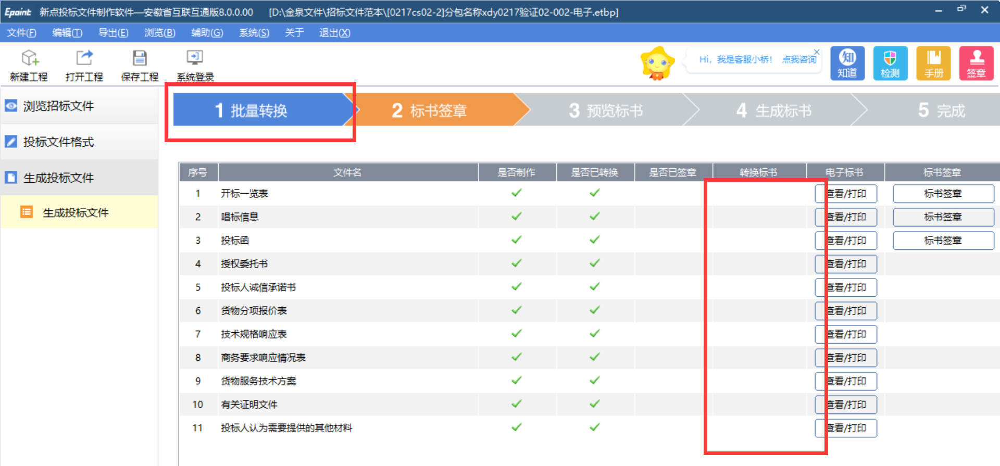 Epoint 新点投标文件制作软件—安徽省互联互通版8.0.0.00 [D:\金泉文件\招标文件范本\[0217cs02-2]分包名称xdy0217验证02-002-电子.etbp]
文件(F) 编辑(T) 导出(E) 浏览(B) 辅助(G) 系统(S) 关于 退出(X)
新建工程 打开工程 保存工程 系统登录
Hi，我是客服小桥！ 点我咨询
知
知道 检测 手册 签章
浏览招标文件
投标文件格式
生成投标文件
生成投标文件
1 批量转换 2 标书签章 3 预览标书 4 生成标书 5 完成
序号 文件名 是否制作 是否已转换 是否已签章 转换标书 电子标书 标书签章
1 开标一览表 查看/打印 标书签章
2 唱标信息 查看/打印 标书签章
3 投标函 查看/打印 标书签章
4 授权委托书 查看/打印
5 投标人诚信承诺书 查看/打印
6 货物分项报价表 查看/打印
7 技术规格响应表 查看/打印
8 商务要求响应情况表 查看/打印
9 货物服务技术方案 查看/打印
10 有关证明文件 查看/打印
11 投标人认为需要提供的其他材料 查看/打印